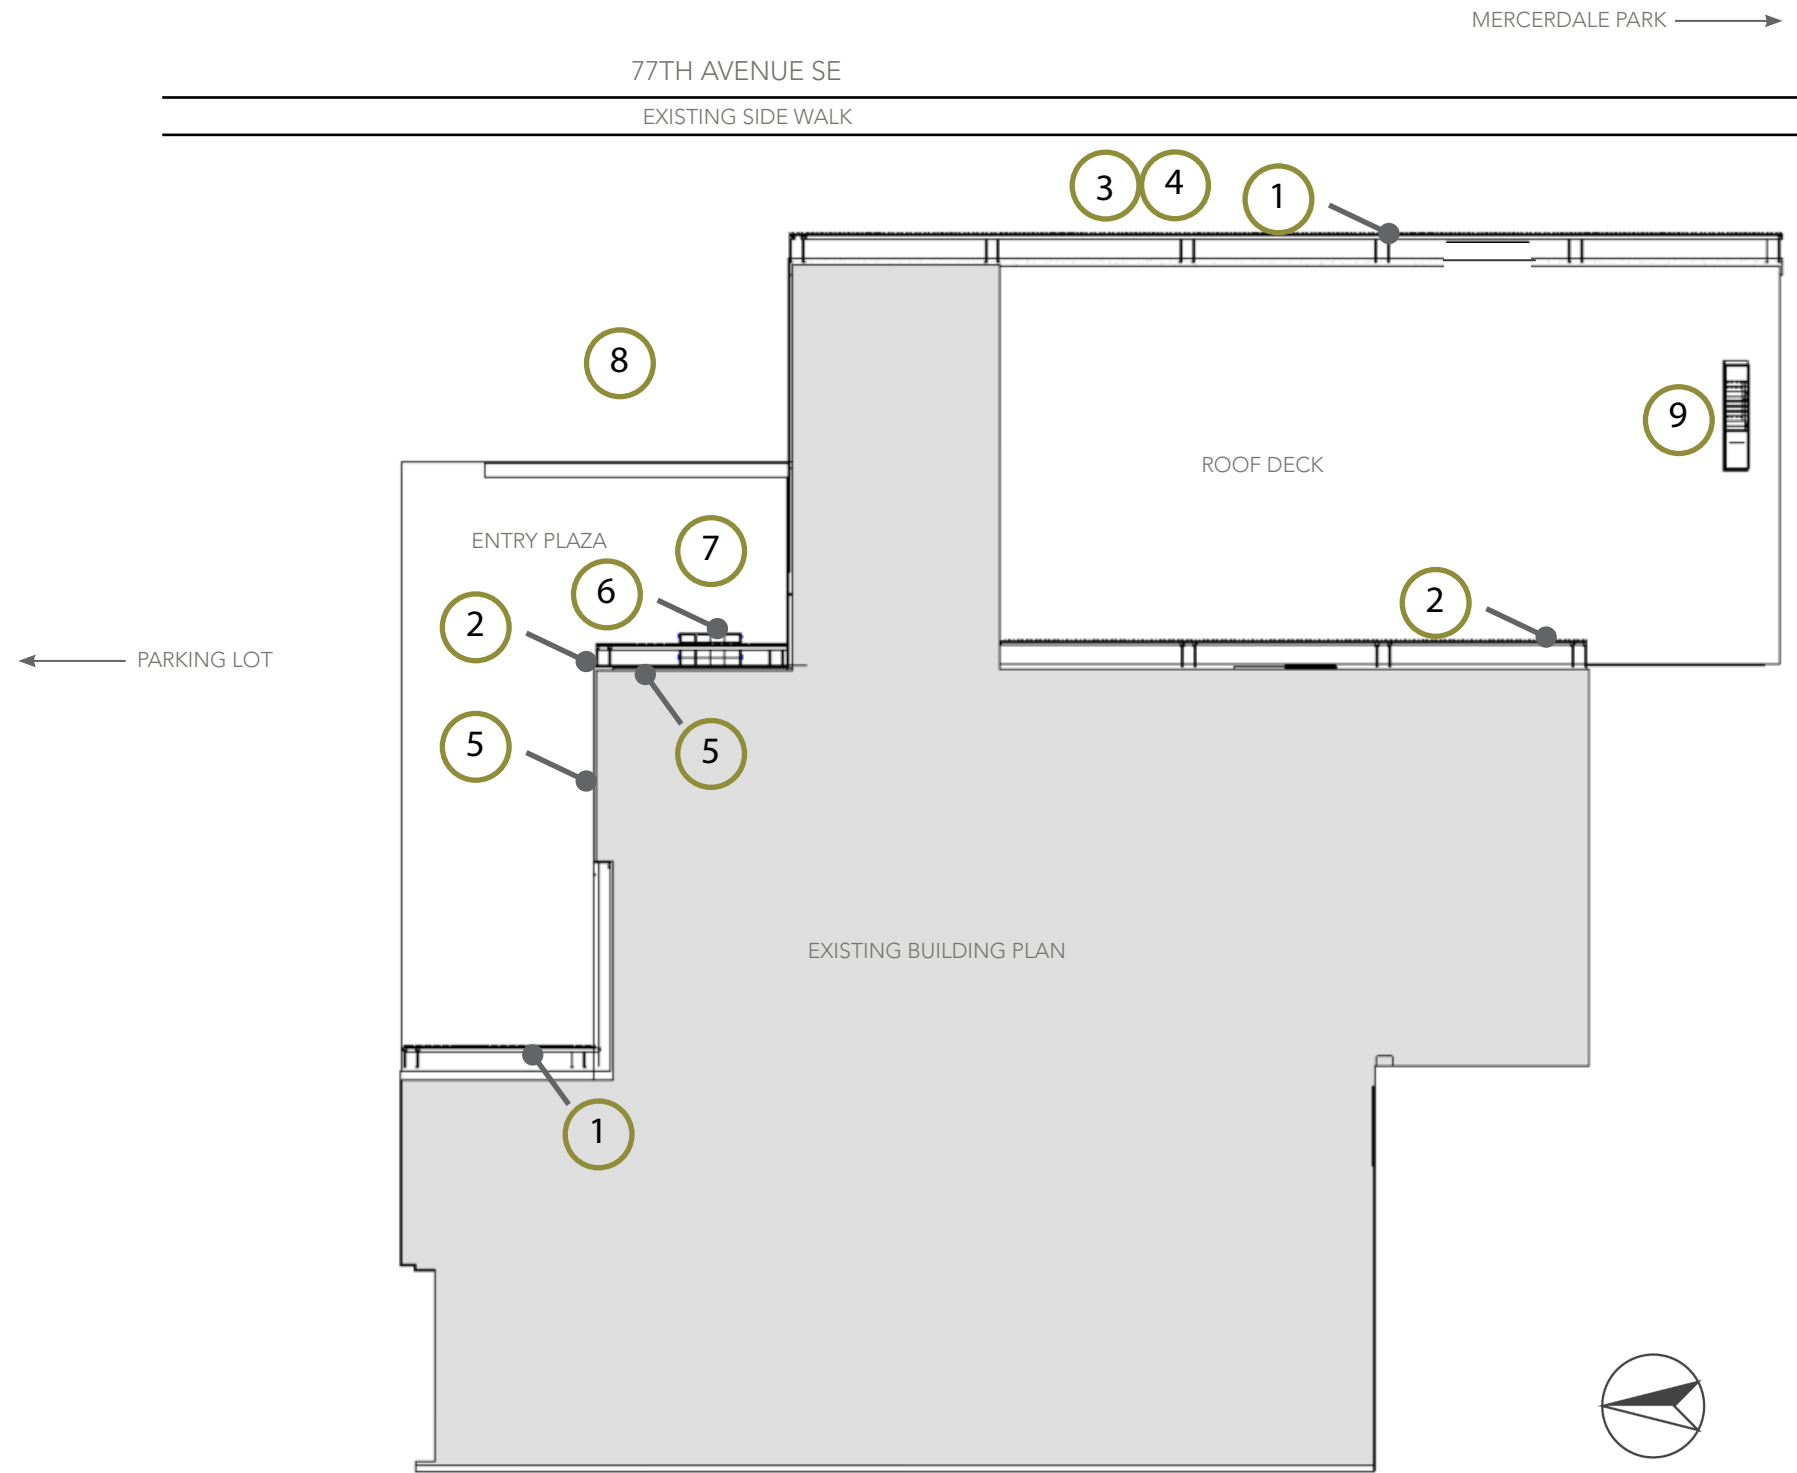 MERCERDALE PARK
77TH AVENUE SE
EXISTING SIDE WALK
3
4
1
8
9
ROOF DECK
ENTRY PLAZA
7
6
2
2
PARKING LOT
5
5
EXISTING BUILDING PLAN
1